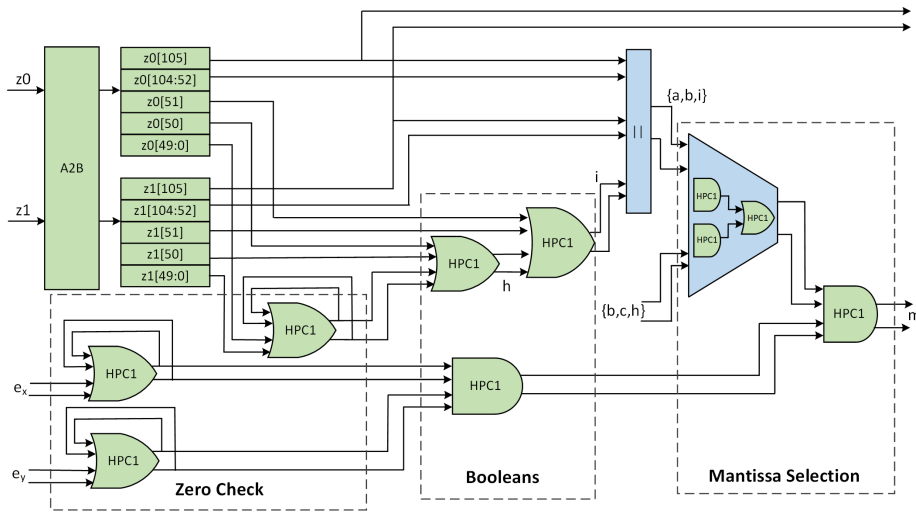 z0
z1
A2B
z0[105]
z0[104:52]
z0[51]
z0[50]
z0[49:0]
z1[105]
z1[104:52]
z1[51]
z1[50]
z1[49:0]
HPC1
HPC1
HPC1
ex
ey
Zero Check
HPC1
h
HPC1
i
HPC1
Booleans
||
{a,b,i}
{b,c,h}
HPC1
HPC1
HPC1
HPC1
m
Mantissa Selection